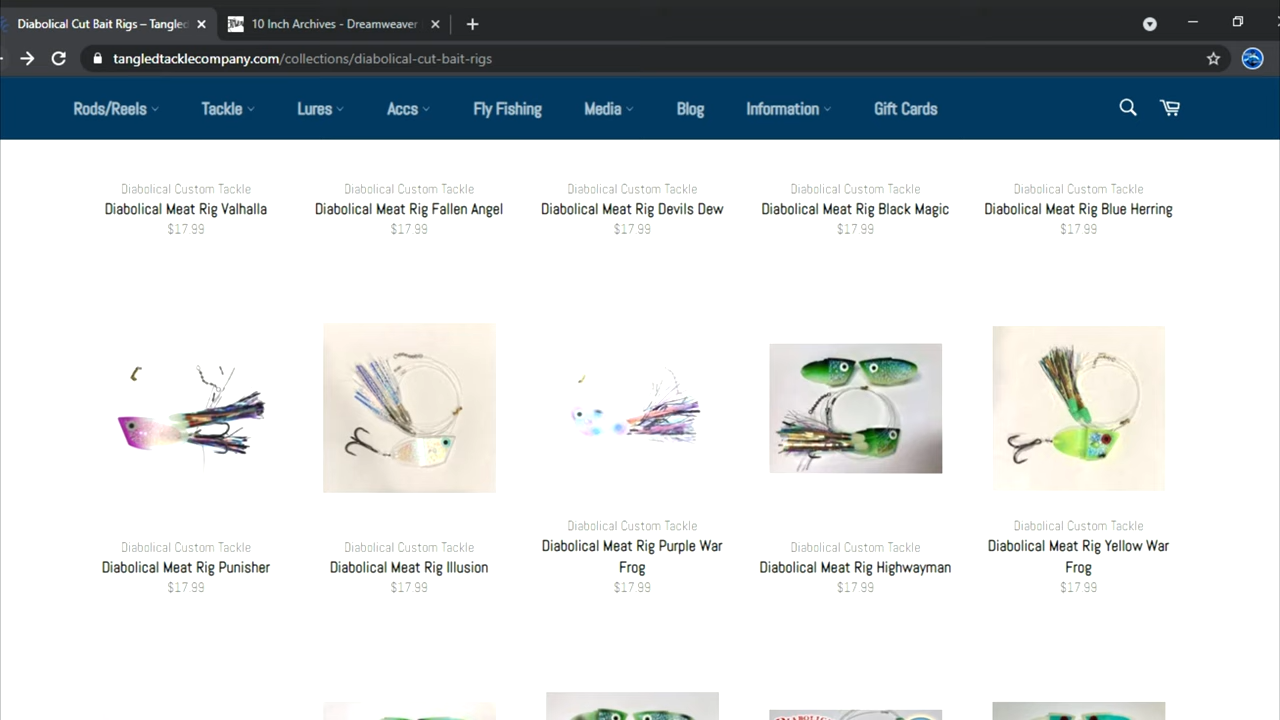 Diabolical Cut Bait Rigs – Tangled
10 Inch Archives - Dreamweaver
tangledtacklecompany.com/collections/diabolical-cut-bait-rigs
Rods/Reels Tackle Lures Accs Fly Fishing Media Blog Information Gift Cards
Diabolical Custom Tackle Diabolical Custom Tackle Diabolical Custom Tackle Diabolical Custom Tackle Diabolical Custom Tackle
Diabolical Meat Rig Valhalla Diabolical Meat Rig Fallen Angel Diabolical Meat Rig Devils Dew Diabolical Meat Rig Black Magic Diabolical Meat Rig Blue Herring
$17.99 $17.99 $17.99 $17.99 $17.99
Diabolical Custom Tackle
Diabolical Meat Rig Punisher
$17.99
Diabolical Custom Tackle
Diabolical Meat Rig Illusion
$17.99
Diabolical Custom Tackle
Diabolical Meat Rig Purple War
Frog
$17.99
Diabolical Custom Tackle
Diabolical Meat Rig Highwayman
$17.99
Diabolical Custom Tackle
Diabolical Meat Rig Yellow War
Frog
$17.99